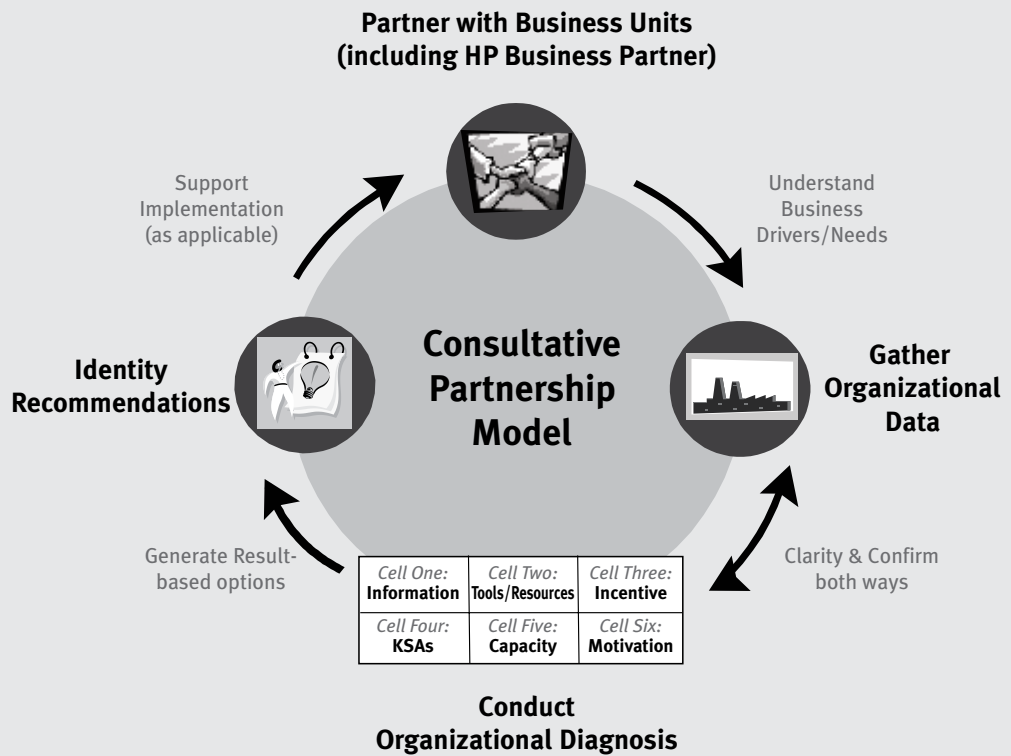 Partner with Business Units
(including HP Business Partner)
Support
Implementation
(as applicable)
Understand
Business
Drivers/Needs
Consultative
Partnership
Model
Identity
Recommendations
Gather
Organizational
Data
Generate Result-
based options
Clarity & Confirm
both ways
Cell One:
Information
Cell Two:
Tools/Resources
Cell Three:
Incentive
Cell Four:
KSAs
Cell Five:
Capacity
Cell Six:
Motivation
Conduct
Organizational Diagnosis